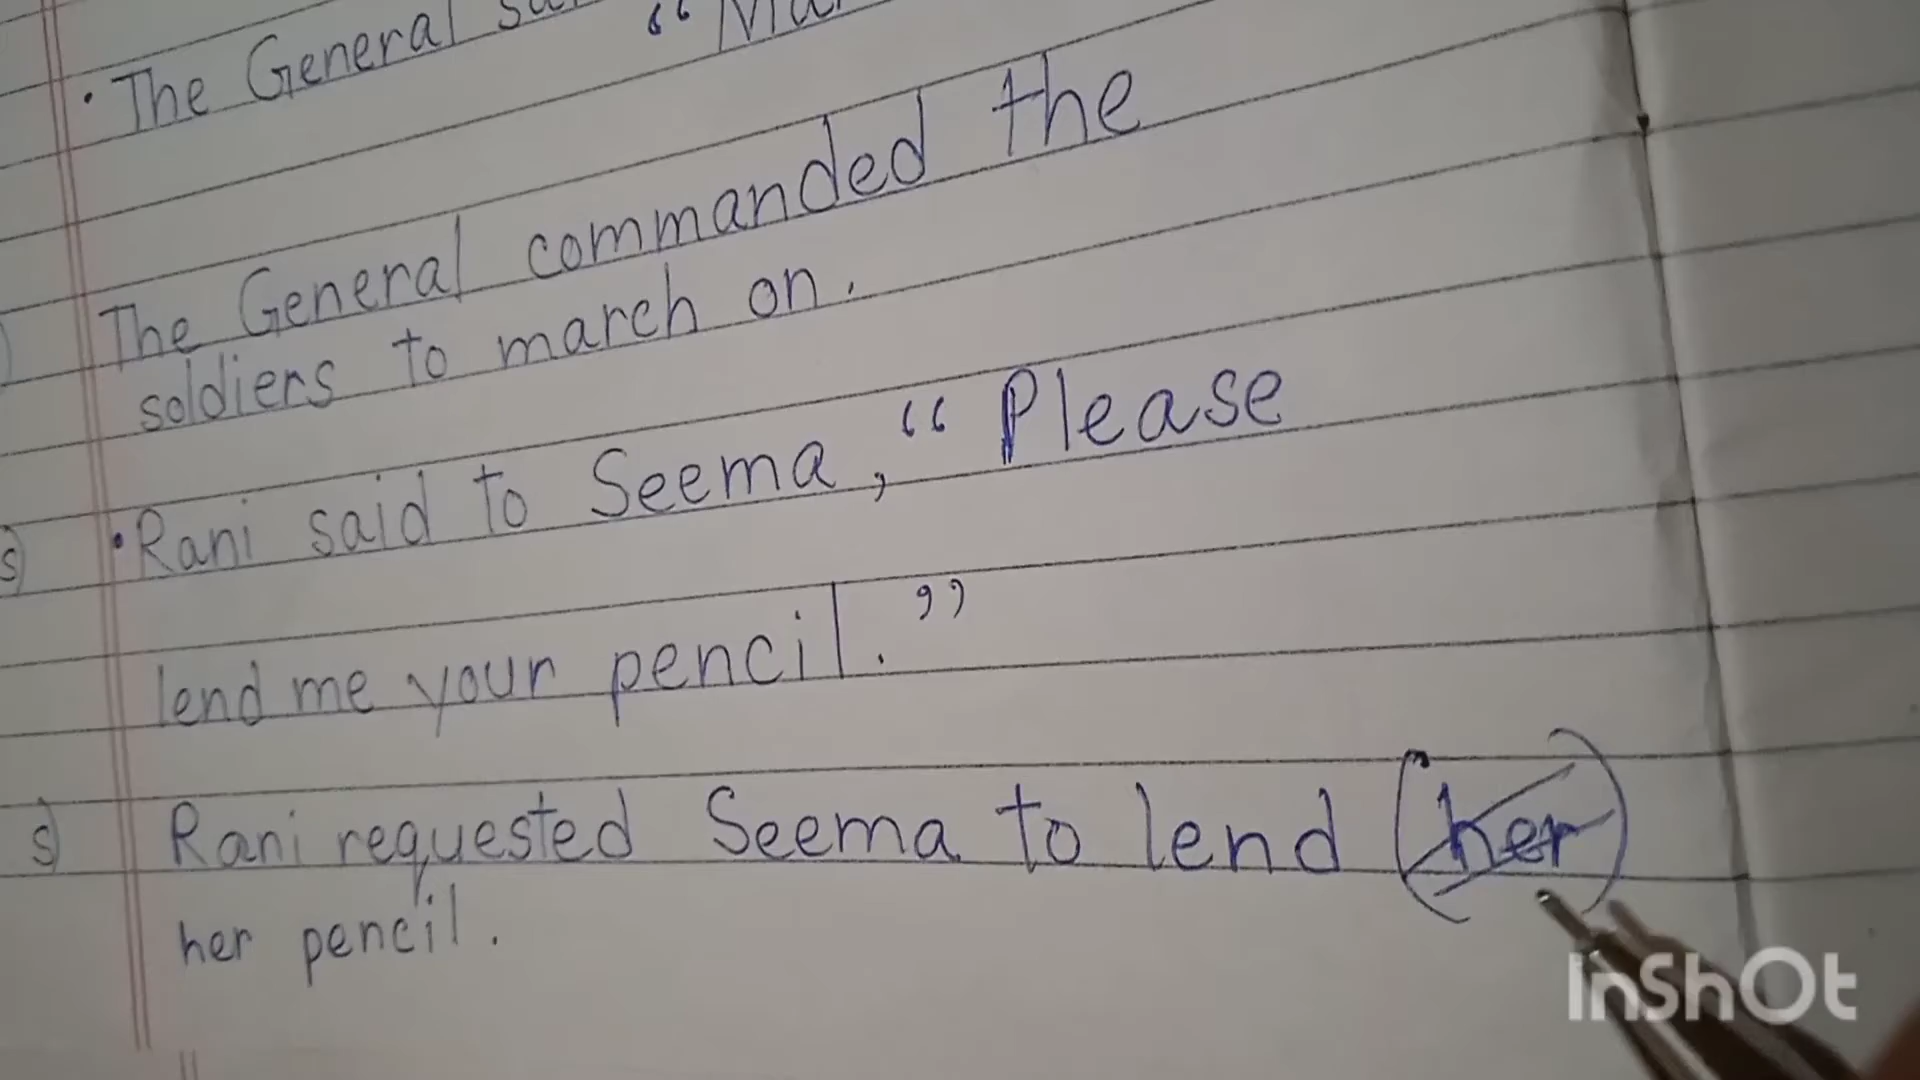 • The General
The General commanded the
soldiers to march on.
s) • Rani said to Seema, “Please
lend me your pencil.”
s) Rani requested Seema to lend (her)
her pencil.
InShOt